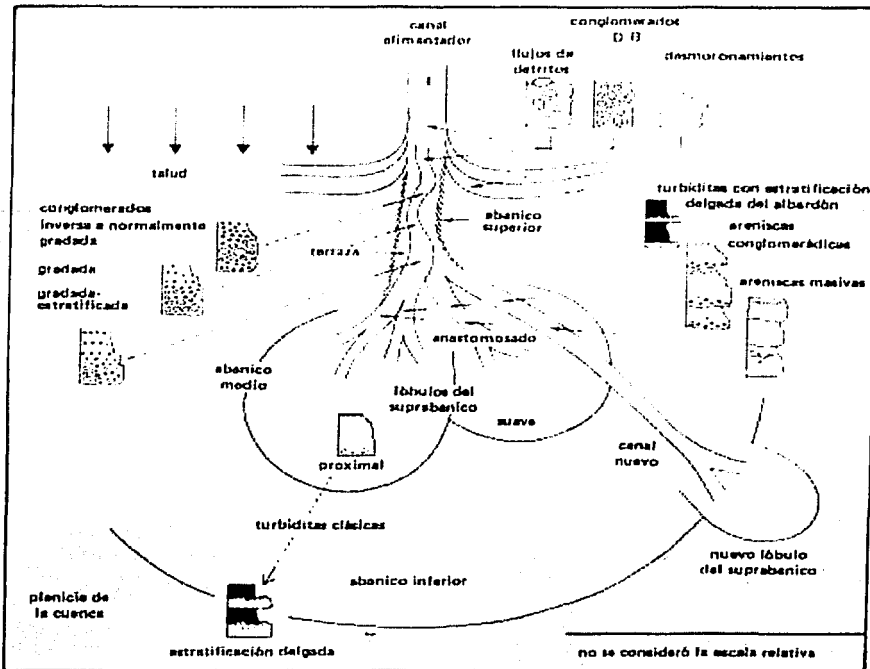 canal
alimentador
conglomerados
D B
flujos de
detritos
desmoronamientos
talud
turbiditas con estratificación
delgada del albardón
conglomerados
inversa a normalmente
gradada
abanico
superior
areniscas
conglomerádicas
terraza
gradada
areniscas masivas
gradada-
estratificada
anastomosado
abanico
medio
lóbulos del
suprabanico
suave
canal
nuevo
proximal
turbiditas clásicas
nuevo lóbulo
del suprabanico
abanico inferior
planicie de
la cuenca
estratificación delgada
no se consideró la escala relativa